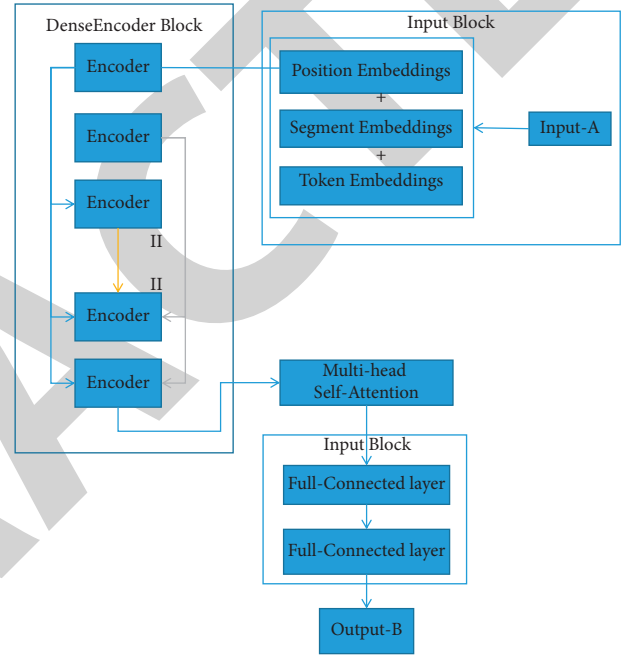 DenseEncoder Block
Encoder
Encoder
Encoder
II
II
Encoder
Encoder
Input Block
Position Embeddings
+
Segment Embeddings
+
Token Embeddings
Input-A
Multi-head
Self-Attention
Input Block
Full-Connected layer
Full-Connected layer
Output-B